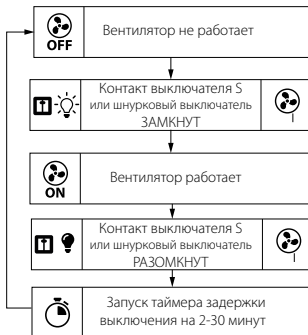 OFF
Вентилятор не работает
Контакт выключателя S
или шнурковый выключатель
ЗАМКНУТ
ON
Вентилятор работает
Контакт выключателя S
или шнурковый выключатель
РАЗОМКНУТ
Запуск таймера задержки
выключения на 2-30 минут